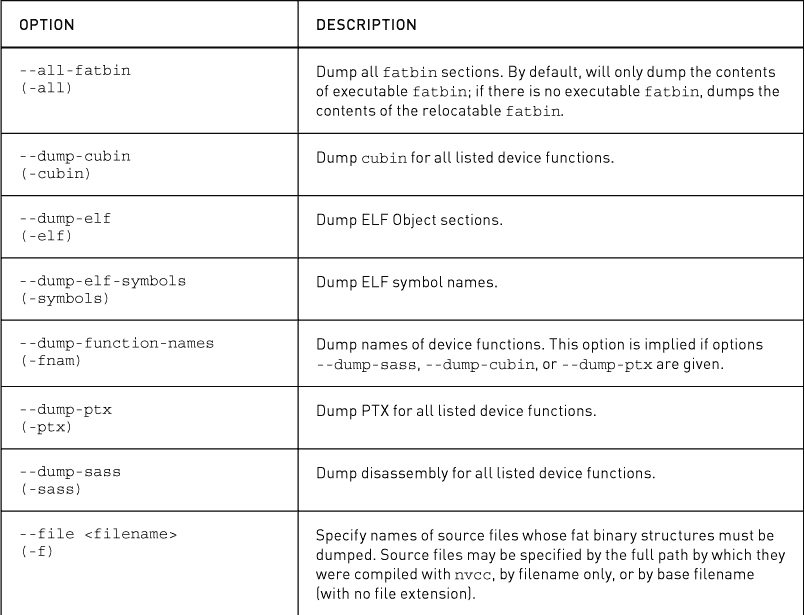 OPTION DESCRIPTION
--all-fatbin
(-all)
Dump all fatbin sections. By default, will only dump the contents
of executable fatbin; if there is no executable fatbin, dumps the
contents of the relocatable fatbin.
--dump-cubin
(-cubin)
Dump cubin for all listed device functions.
--dump-elf
(-elf)
Dump ELF Object sections.
--dump-elf-symbols
(-symbols)
Dump ELF symbol names.
--dump-function-names
(-fnam)
Dump names of device functions. This option is implied if options
--dump-sass, --dump-cubin, or --dump-ptx are given.
--dump-ptx
(-ptx)
Dump PTX for all listed device functions.
--dump-sass
(-sass)
Dump disassembly for all listed device functions.
--file <filename>
(-f)
Specify names of source files whose fat binary structures must be
dumped. Source files may be specified by the full path by which they
were compiled with nvcc, by filename only, or by base filename
(with no file extension).